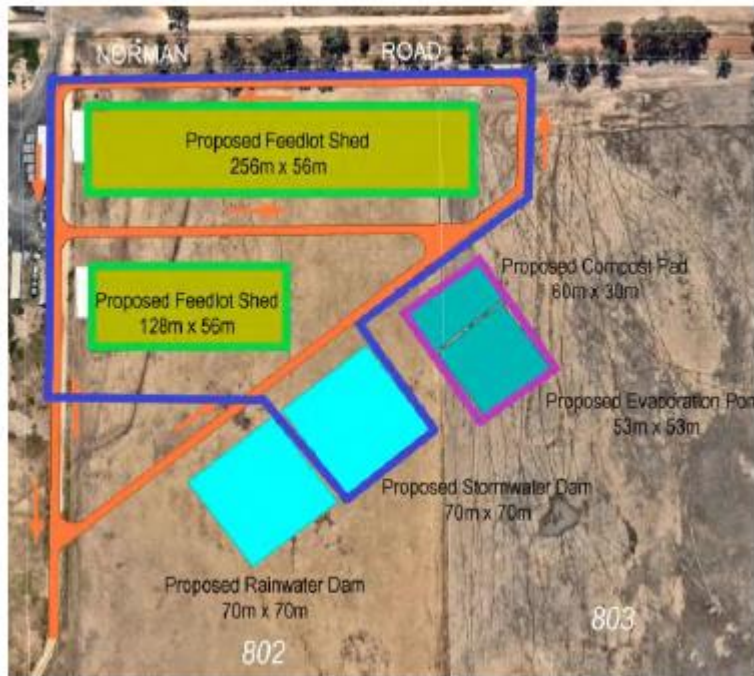 NORMAN ROAD
Proposed Feedlot Shed
256m x 56m
Proposed Compost Pad
60m x 30m
Proposed Feedlot Shed
128m x 56m
Proposed Evaporation Pon
53m x 53m
Proposed Stormwater Dam
70m x 70m
Proposed Rainwater Dam
70m x 70m
803
802